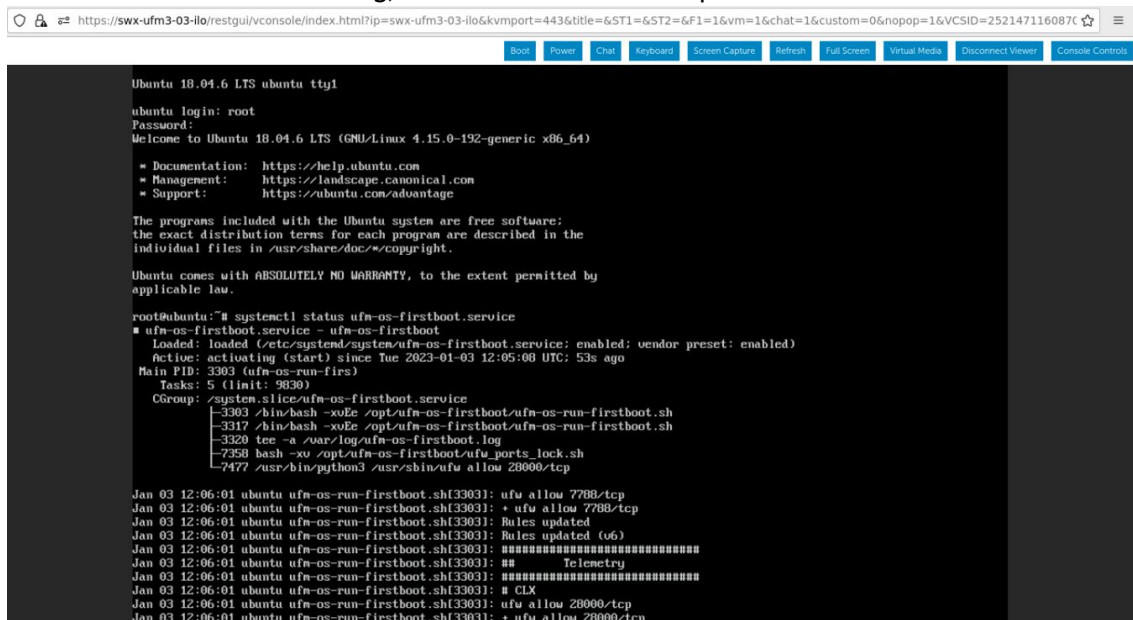 https://swx-ufm3-03-ilo/restgui/vconsole/index.html?ip=swx-ufm3-03-ilo&kvmport=443&title=&ST1=&ST2=&F1=1&vm=1&chat=1&custom=0&nopop=1&VCSID=252147116087(
Boot Power Chat Keyboard Screen Capture Refresh Full Screen Virtual Media Disconnect Viewer Console Controls
Ubuntu 18.04.6 LTS ubuntu tty1
ubuntu login: root
Password:
Welcome to Ubuntu 18.04.6 LTS (GNU/Linux 4.15.0-192-generic x86_64)
* Documentation: https://help.ubuntu.com
* Management: https://landscape.canonical.com
* Support: https://ubuntu.com/advantage
The programs included with the Ubuntu system are free software;
the exact distribution terms for each program are described in the
individual files in /usr/share/doc/*/copyright.
Ubuntu comes with ABSOLUTELY NO WARRANTY, to the extent permitted by
applicable law.
root@ubuntu:~# systemctl status ufm-os-firstboot.service
■ ufm-os-firstboot.service - ufm-os-firstboot
Loaded: loaded (/etc/systemd/system/ufm-os-firstboot.service; enabled; vendor preset: enabled)
Active: activating (start) since Tue 2023-01-03 12:05:08 UTC; 53s ago
Main PID: 3303 (ufm-os-run-firs)
Tasks: 5 (limit: 9830)
CGroup: /system.slice/ufm-os-firstboot.service
├─3303 /bin/bash -xvEe /opt/ufm-os-firstboot/ufm-os-run-firstboot.sh
├─3317 /bin/bash -xvEe /opt/ufm-os-firstboot/ufm-os-run-firstboot.sh
├─3320 tee -a /var/log/ufm-os-firstboot.log
├─7358 bash -xv /opt/ufm-os-firstboot/ufw_ports_lock.sh
└─7477 /usr/bin/python3 /usr/sbin/ufw allow 28000/tcp
Jan 03 12:06:01 ubuntu ufm-os-run-firstboot.sh[3303]: ufw allow 7788/tcp
Jan 03 12:06:01 ubuntu ufm-os-run-firstboot.sh[3303]: + ufw allow 7788/tcp
Jan 03 12:06:01 ubuntu ufm-os-run-firstboot.sh[3303]: Rules updated
Jan 03 12:06:01 ubuntu ufm-os-run-firstboot.sh[3303]: Rules updated (v6)
Jan 03 12:06:01 ubuntu ufm-os-run-firstboot.sh[3303]: ##############################
Jan 03 12:06:01 ubuntu ufm-os-run-firstboot.sh[3303]: ## Telemetry
Jan 03 12:06:01 ubuntu ufm-os-run-firstboot.sh[3303]: ##############################
Jan 03 12:06:01 ubuntu ufm-os-run-firstboot.sh[3303]: # CLX
Jan 03 12:06:01 ubuntu ufm-os-run-firstboot.sh[3303]: ufw allow 28000/tcp
Jan 03 12:06:01 ubuntu ufm-os-run-firstboot.sh[3303]: + ufw allow 28000/tcp